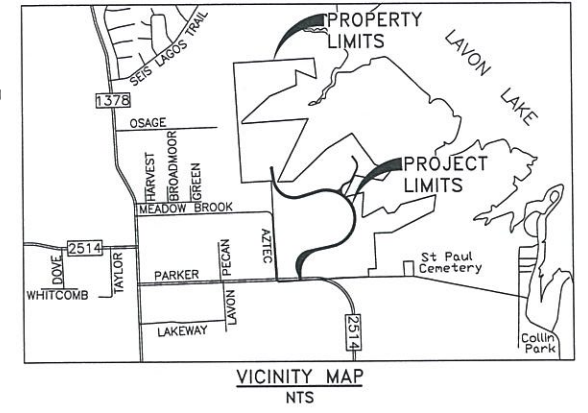 PROPERTY
LIMITS
LAVON LAKE
SEIS LAGOS TRAIL
1378
OSAGE
HARVEST
BROADMOOR
GREEN
MEADOW BROOK
PROJECT
LIMITS
2514
DOVE
TAYLOR
WHITCOMB
PARKER
PECAN
AZTEC
LAVON
LAKEWAY
2514
St Paul
Cemetery
Collin
Park
VICINITY MAP
NTS